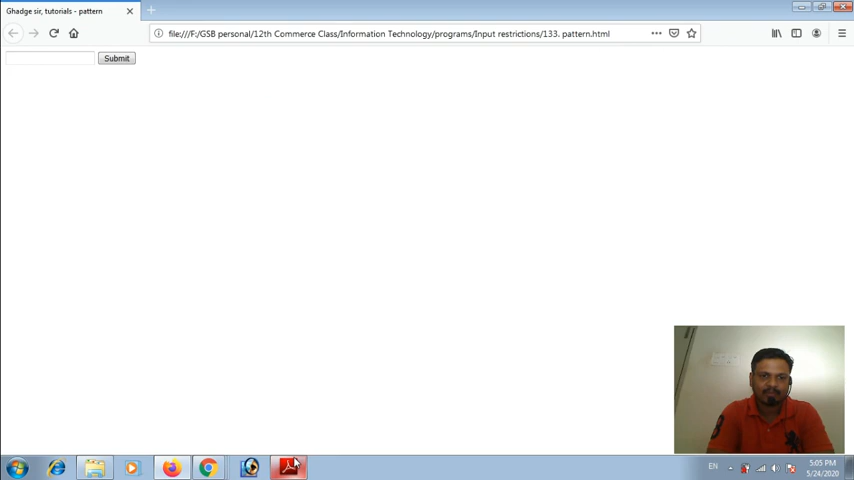 Ghadge sir, tutorials - pattern
file:///F:/GSB personal/12th Commerce Class/Information Technology/programs/Input restrictions/133. pattern.html
Submit
EN
5:05 PM
5/24/2020